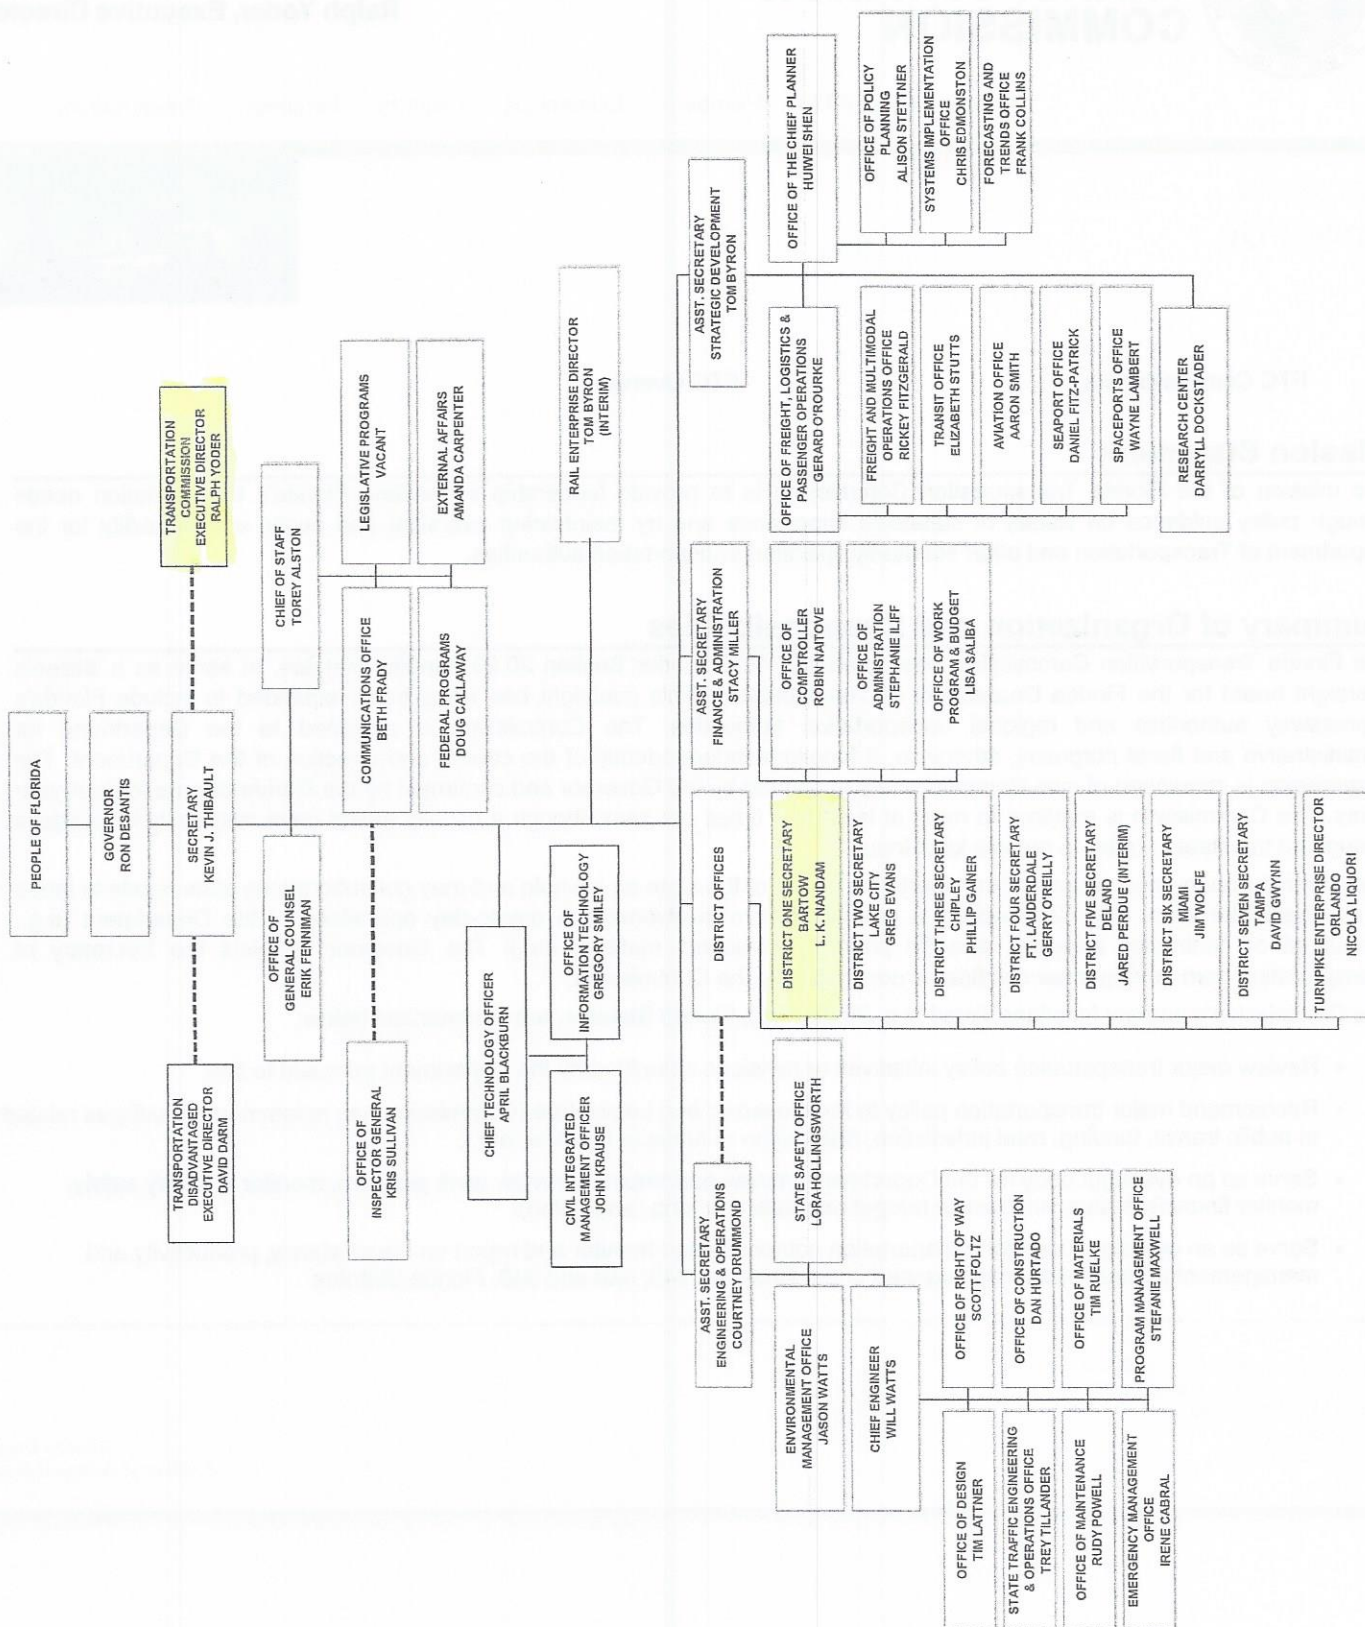 PEOPLE OF FLORIDA
GOVERNOR
RON DESANTIS
SECRETARY
KEVIN J. THIBAULT
TRANSPORTATION
DISADVANTAGED
EXECUTIVE DIRECTOR
DAVID DARM
TRANSPORTATION
COMMISSION
EXECUTIVE DIRECTOR
RALPH YODER
OFFICE OF
GENERAL COUNSEL
ERIK FENNIMAN
CHIEF OF STAFF
TOREY ALSTON
OFFICE OF
INSPECTOR GENERAL
KRIS SULLIVAN
COMMUNICATIONS OFFICE
BETH FRADY
LEGISLATIVE PROGRAMS
VACANT
FEDERAL PROGRAMS
DOUG CALLAWAY
EXTERNAL AFFAIRS
AMANDA CARPENTER
CHIEF TECHNOLOGY OFFICER
APRIL BLACKBURN
CIVIL INTEGRATED
MANAGEMENT OFFICER
JOHN KRAUSE
OFFICE OF
INFORMATION TECHNOLOGY
GREGORY SMILEY
RAIL ENTERPRISE DIRECTOR
TOM BYRON
(INTERIM)
ASST. SECRETARY
ENGINEERING & OPERATIONS
COURTNEY DRUMMOND
DISTRICT OFFICES
ASST. SECRETARY
FINANCE & ADMINISTRATION
STACY MILLER
ASST. SECRETARY
STRATEGIC DEVELOPMENT
TOM BYRON
ENVIRONMENTAL
MANAGEMENT OFFICE
JASON WATTS
STATE SAFETY OFFICE
LORA HOLLINGSWORTH
CHIEF ENGINEER
WILL WATTS
OFFICE OF DESIGN
TIM LATTNER
OFFICE OF RIGHT OF WAY
SCOTT FOLTZ
STATE TRAFFIC ENGINEERING
& OPERATIONS OFFICE
TREY TILLANDER
OFFICE OF CONSTRUCTION
DAN HURTADO
OFFICE OF MAINTENANCE
RUDY POWELL
OFFICE OF MATERIALS
TIM RUELKE
EMERGENCY MANAGEMENT
OFFICE
IRENE CABRAL
PROGRAM MANAGEMENT OFFICE
STEFANIE MAXWELL
DISTRICT ONE SECRETARY
BARTOW
L. K. NANDAM
DISTRICT TWO SECRETARY
LAKE CITY
GREG EVANS
DISTRICT THREE SECRETARY
CHIPLEY
PHILLIP GAINER
DISTRICT FOUR SECRETARY
FT. LAUDERDALE
GERRY O'REILLY
DISTRICT FIVE SECRETARY
DELAND
JARED PERDUE (INTERIM)
DISTRICT SIX SECRETARY
MIAMI
JIM WOLFE
DISTRICT SEVEN SECRETARY
TAMPA
DAVID GWYNN
TURNPIKE ENTERPRISE DIRECTOR
ORLANDO
NICOLA LIQUORI
OFFICE OF
COMPTROLLER
ROBIN NAITOVE
OFFICE OF
ADMINISTRATION
STEPHANIE ILIFF
OFFICE OF WORK
PROGRAM & BUDGET
LISA SALIBA
OFFICE OF FREIGHT, LOGISTICS &
PASSENGER OPERATIONS
GERARD O'ROURKE
FREIGHT AND MULTIMODAL
OPERATIONS OFFICE
RICKEY FITZGERALD
TRANSIT OFFICE
ELIZABETH STUTTS
AVIATION OFFICE
AARON SMITH
SEAPORT OFFICE
DANIEL FITZ-PATRICK
SPACEPORTS OFFICE
WAYNE LAMBERT
RESEARCH CENTER
DARRYLL DOCKSTADER
OFFICE OF THE CHIEF PLANNER
HUIWEI SHEN
OFFICE OF POLICY
PLANNING
ALISON STETTNER
SYSTEMS IMPLEMENTATION
OFFICE
CHRIS EDMONSTON
FORECASTING AND
TRENDS OFFICE
FRANK COLLINS